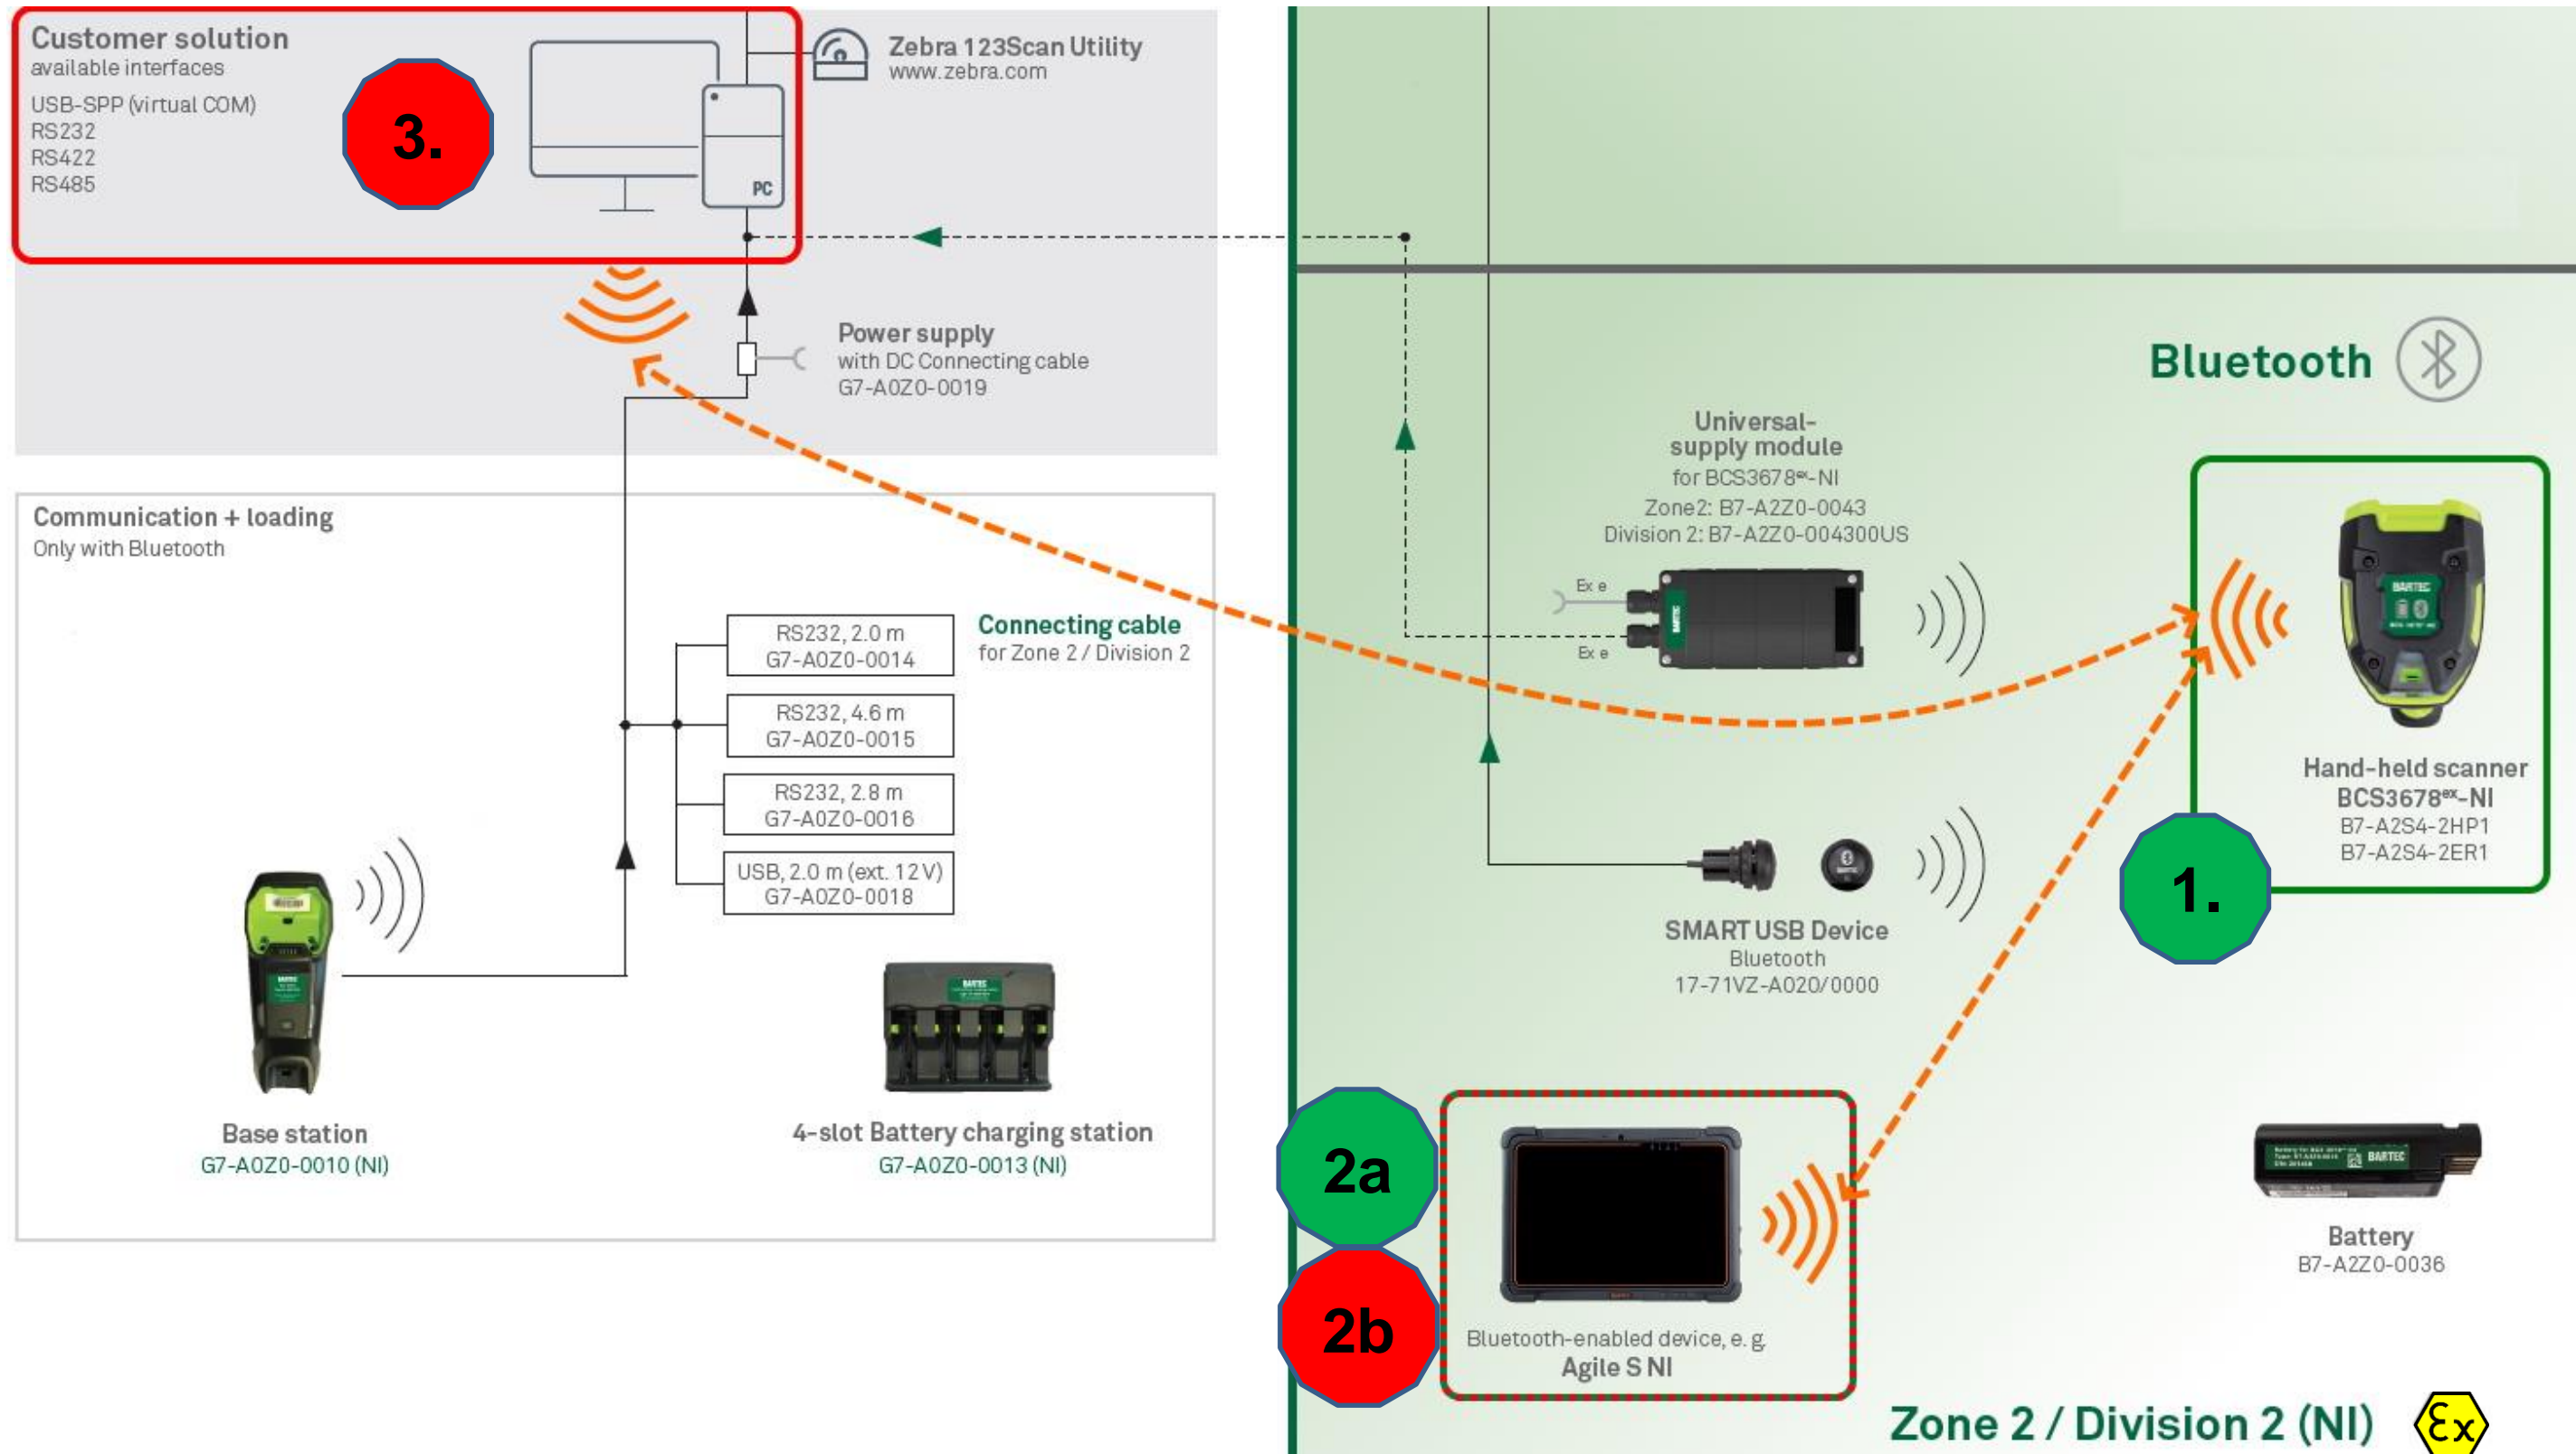 Customer solution
available interfaces
USB-SPP (virtual COM)
RS232
RS422
RS485
3.
PC
Zebra 123Scan Utility
www.zebra.com
Power supply
with DC Connecting cable
G7-A0Z0-0019
Communication + loading
Only with Bluetooth
RS232, 2.0 m
G7-A0Z0-0014
Connecting cable
for Zone 2 / Division 2
RS232, 4.6 m
G7-A0Z0-0015
RS232, 2.8 m
G7-A0Z0-0016
USB, 2.0 m (ext. 12 V)
G7-A0Z0-0018
BARTEC
Base station
G7-A0Z0-0010 (NI)
BARTEC
4-slot Battery charging station
G7-A0Z0-0013 (NI)
Bluetooth
Universal-
supply module
for BCS3678ᵉˣ-NI
Zone2: B7-A2Z0-0043
Division 2: B7-A2Z0-004300US
Ex e
Ex e
BARTEC
BARTEC
Hand-held scanner
BCS3678ᵉˣ-NI
B7-A2S4-2HP1
B7-A2S4-2ER1
1.
BARTEC
SMART USB Device
Bluetooth
17-71VZ-A020/0000
2a
2b
Bluetooth-enabled device, e. g.
Agile S NI
BARTEC
Battery
B7-A2Z0-0036
Zone 2 / Division 2 (NI)
Ex